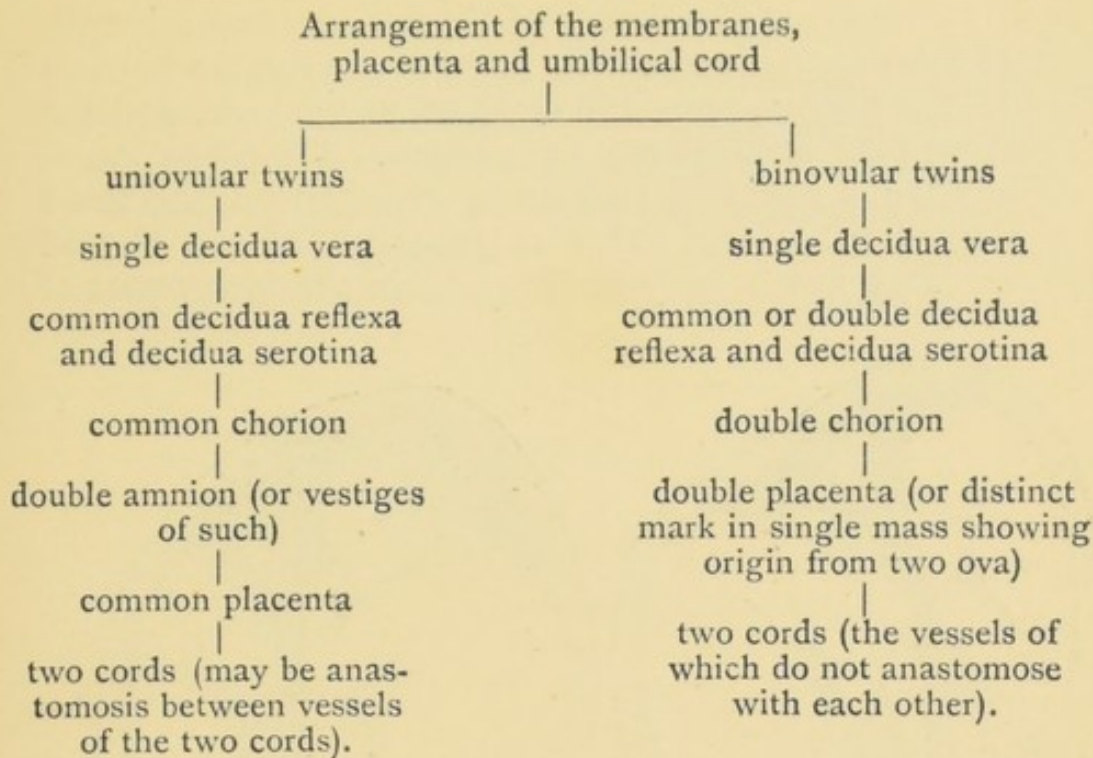 Arrangement of the membranes,
placenta and umbilical cord
uniovular twins
single decidua vera
common decidua reflexa
and decidua serotina
common chorion
double amnion (or vestiges
of such)
common placenta
two cords (may be anas-
tomosis between vessels
of the two cords).
binovular twins
single decidua vera
common or double decidua
reflexa and decidua serotina
double chorion
double placenta (or distinct
mark in single mass showing
origin from two ova)
two cords (the vessels of
which do not anastomose
with each other).